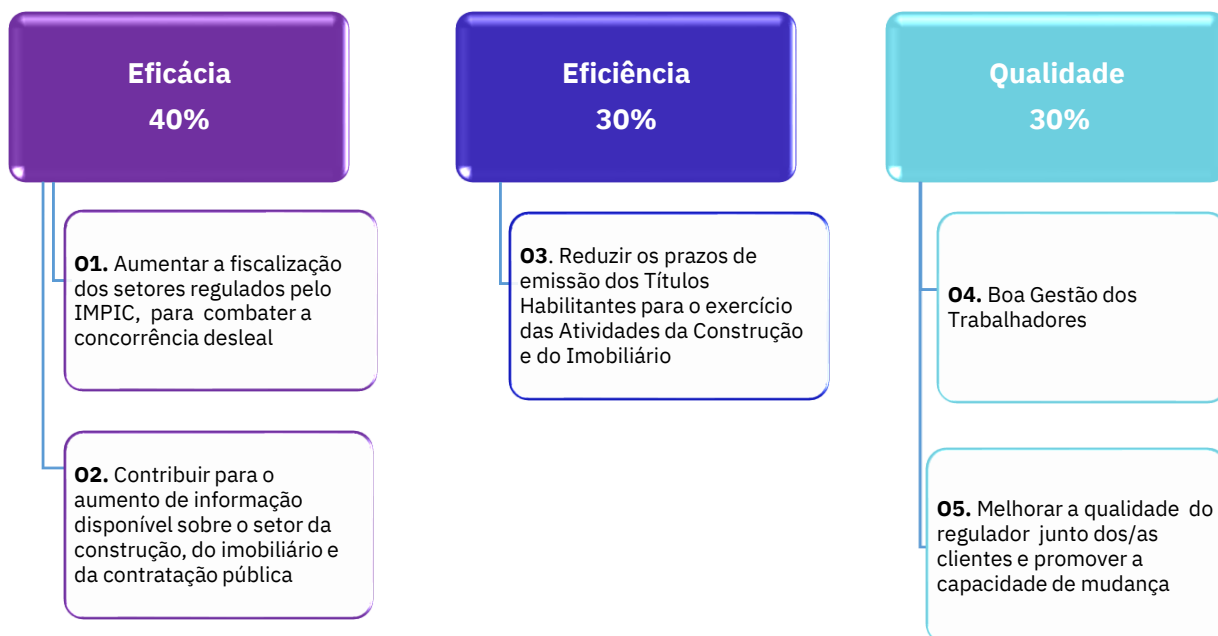 Eficácia
40%
O1. Aumentar a fiscalização
dos setores regulados pelo
IMPIC, para combater a
concorrência desleal
O2. Contribuir para o
aumento de informação
disponível sobre o setor da
construção, do imobiliário e
da contratação pública
Eficiência
30%
O3. Reduzir os prazos de
emissão dos Títulos
Habilitantes para o exercício
das Atividades da Construção
e do Imobiliário
Qualidade
30%
O4. Boa Gestão dos
Trabalhadores
O5. Melhorar a qualidade do
regulador junto dos/as
clientes e promover a
capacidade de mudança